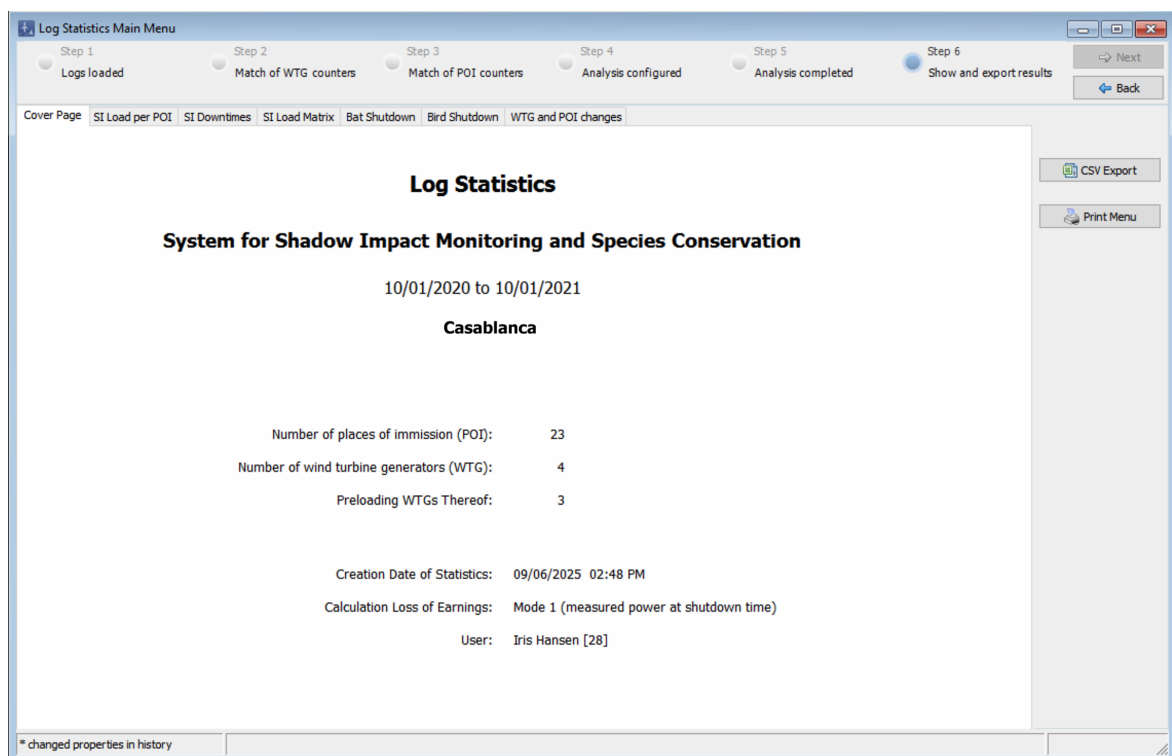 Log Statistics Main Menu
Step 1
Logs loaded
Step 2
Match of WTG counters
Step 3
Match of POI counters
Step 4
Analysis configured
Step 5
Analysis completed
Step 6
Show and export results
Next
Back
Cover Page SI Load per POI SI Downtimes SI Load Matrix Bat Shutdown Bird Shutdown WTG and POI changes
CSV Export
Print Menu
Log Statistics
System for Shadow Impact Monitoring and Species Conservation
10/01/2020 to 10/01/2021
Casablanca
Number of places of immission (POI): 23
Number of wind turbine generators (WTG): 4
Preloading WTGs Thereof: 3
Creation Date of Statistics: 09/06/2025 02:48 PM
Calculation Loss of Earnings: Mode 1 (measured power at shutdown time)
User: Iris Hansen [28]
* changed properties in history